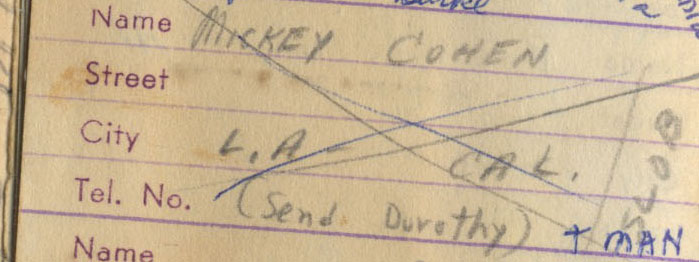 Name MICKEY COHEN
Street
City L.A. CAL.
Tel. No. (Send Dorothy) + MAN
Name